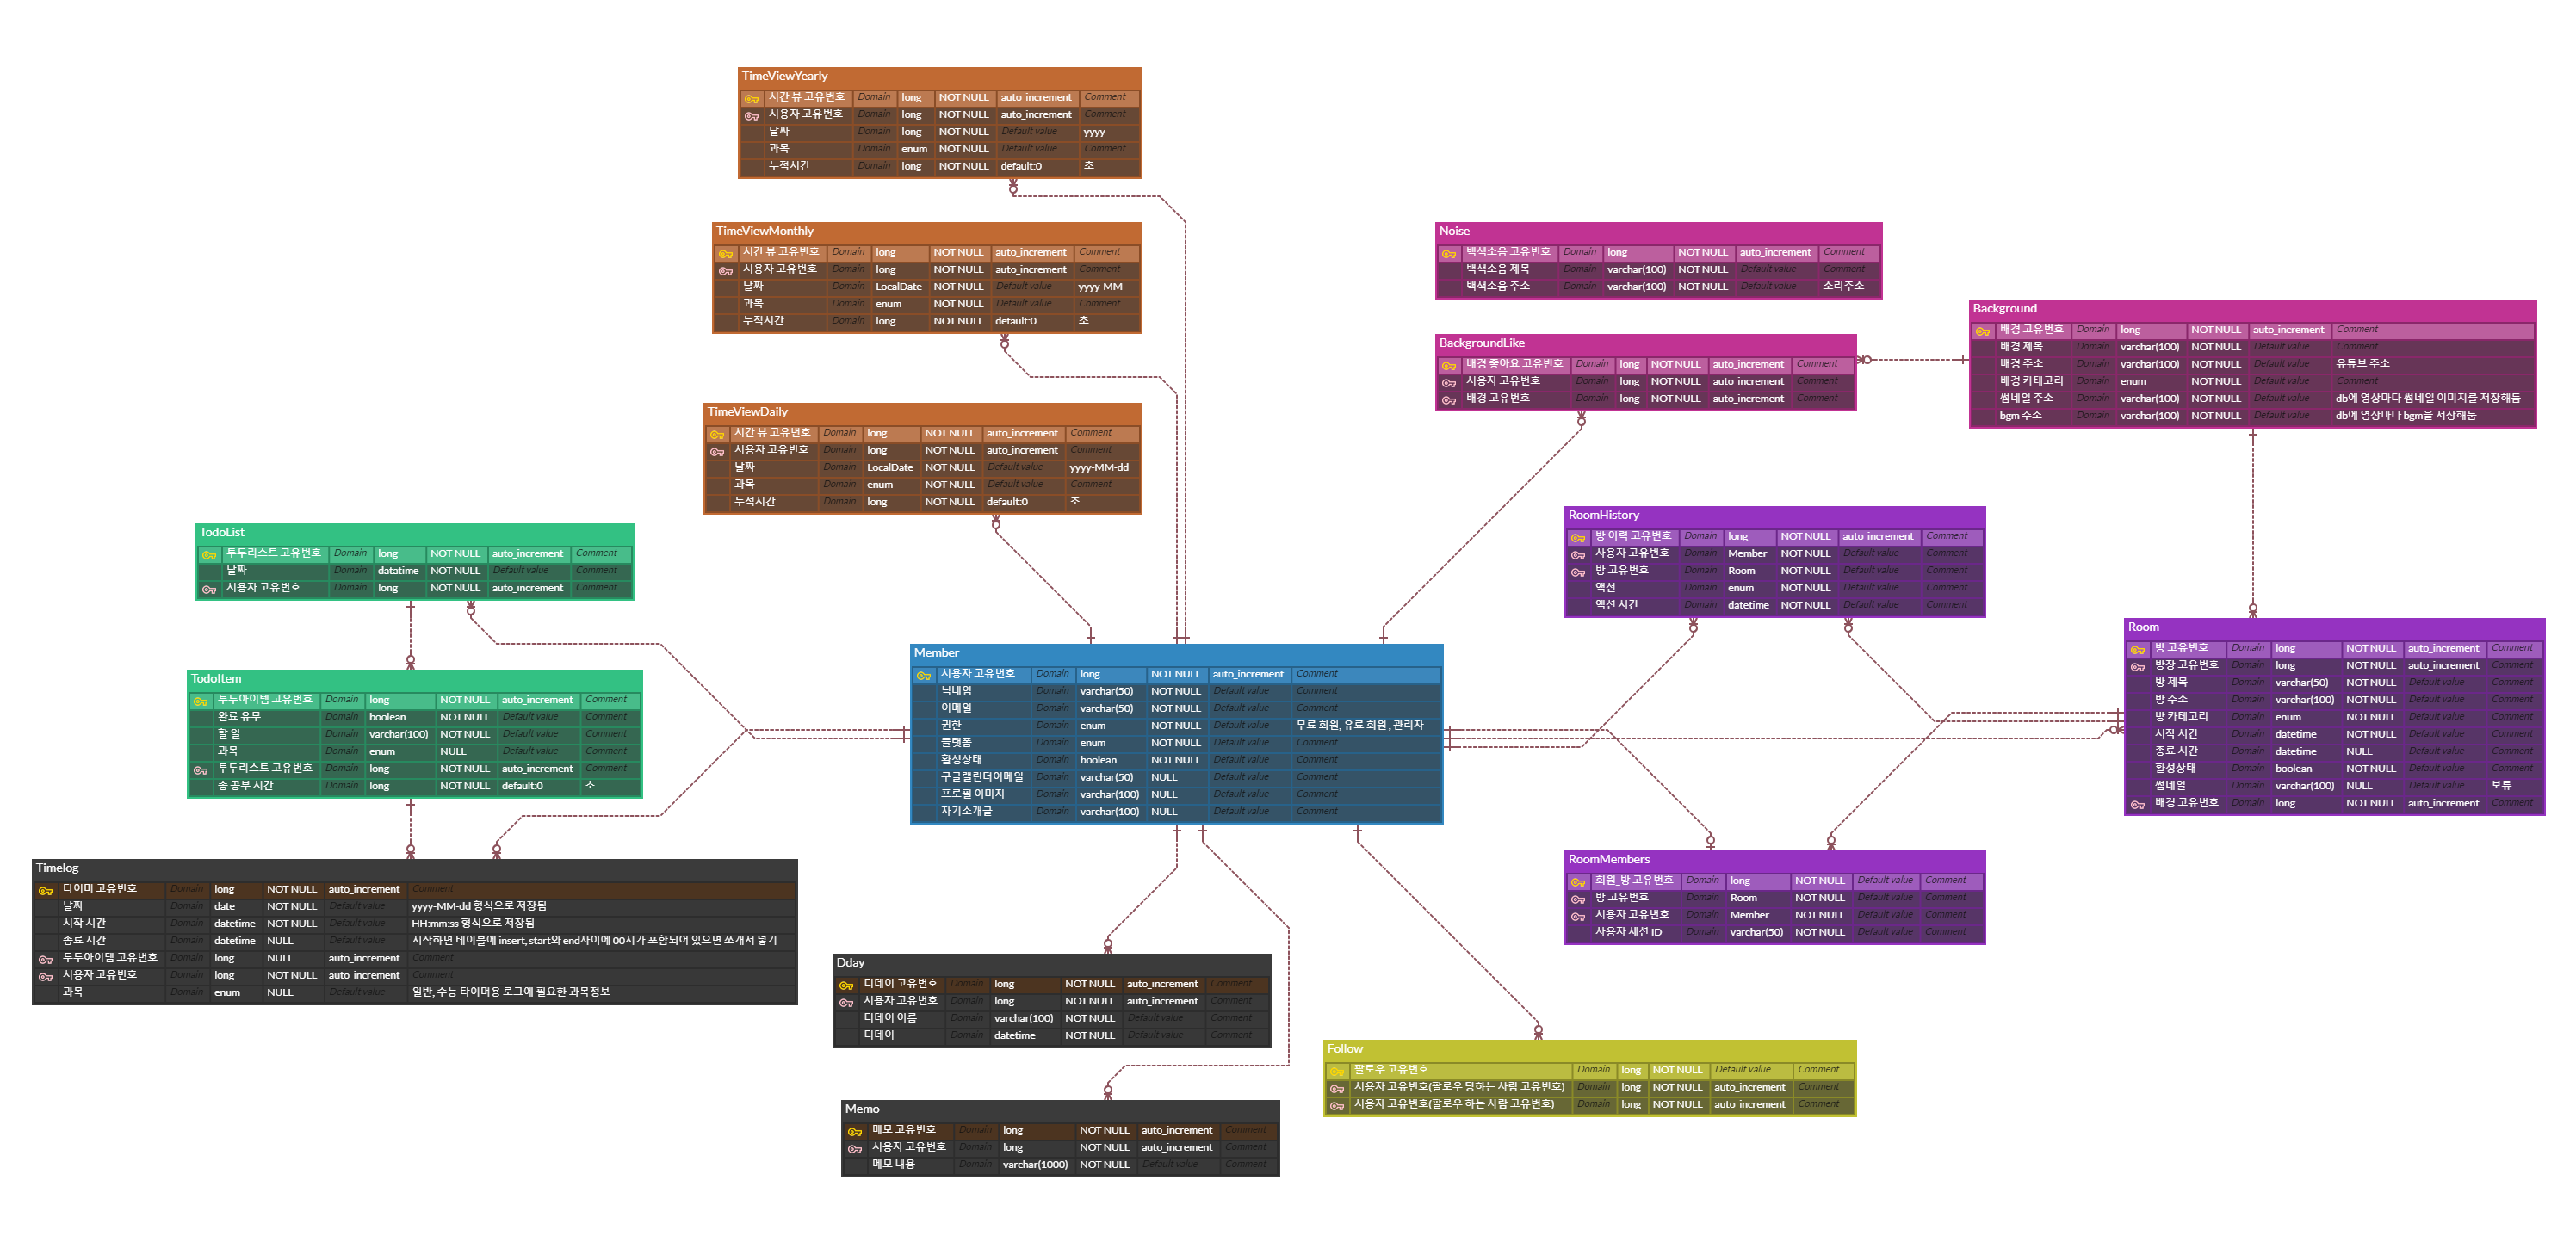 TimeViewYearly
시간 뷰 고유번호 Domain long NOT NULL auto_increment Comment
시용자 고유번호 Domain long NOT NULL auto_increment Comment
날짜 Domain long NOT NULL Default value yyyy
과목 Domain enum NOT NULL Default value Comment
누적시간 Domain long NOT NULL default:0 초
TimeViewMonthly
시간 뷰 고유번호 Domain long NOT NULL auto_increment Comment
시용자 고유번호 Domain long NOT NULL auto_increment Comment
날짜 Domain LocalDate NOT NULL Default value yyyy-MM
과목 Domain enum NOT NULL Default value Comment
누적시간 Domain long NOT NULL default:0 초
Noise
백색소음 고유번호 Domain long NOT NULL auto_increment Comment
백색소음 제목 Domain varchar(100) NOT NULL Default value Comment
백색소음 주소 Domain varchar(100) NOT NULL Default value 소리주소
Background
배경 고유번호 Domain long NOT NULL auto_increment Comment
배경 제목 Domain varchar(100) NOT NULL Default value Comment
배경 주소 Domain varchar(100) NOT NULL Default value 유튜브 주소
배경 카테고리 Domain enum NOT NULL Default value Comment
썸네일 주소 Domain varchar(100) NOT NULL Default value db에 영상마다 썸네일 이미지를 저장해둠
bgm 주소 Domain varchar(100) NOT NULL Default value db에 영상마다 bgm을 저장해둠
BackgroundLike
배경 좋아요 고유번호 Domain long NOT NULL auto_increment Comment
시용자 고유번호 Domain long NOT NULL auto_increment Comment
배경 고유번호 Domain long NOT NULL auto_increment Comment
TimeViewDaily
시간 뷰 고유번호 Domain long NOT NULL auto_increment Comment
시용자 고유번호 Domain long NOT NULL auto_increment Comment
날짜 Domain LocalDate NOT NULL Default value yyyy-MM-dd
과목 Domain enum NOT NULL Default value Comment
누적시간 Domain long NOT NULL default:0 초
TodoList
투두리스트 고유번호 Domain long NOT NULL auto_increment Comment
날짜 Domain datatime NOT NULL Default value Comment
시용자 고유번호 Domain long NOT NULL auto_increment Comment
RoomHistory
방 이력 고유번호 Domain long NOT NULL auto_increment Comment
사용자 고유번호 Domain Member NOT NULL Default value Comment
방 고유번호 Domain Room NOT NULL Default value Comment
액션 Domain enum NOT NULL Default value Comment
액션 시간 Domain datetime NOT NULL Default value Comment
Room
방 고유번호 Domain long NOT NULL auto_increment Comment
방장 고유번호 Domain long NOT NULL auto_increment Comment
방 제목 Domain varchar(50) NOT NULL Default value Comment
방 주소 Domain varchar(100) NOT NULL Default value Comment
방 카테고리 Domain enum NOT NULL Default value Comment
시작 시간 Domain datetime NOT NULL Default value Comment
종료 시간 Domain datetime NULL Default value Comment
활성상태 Domain boolean NOT NULL Default value Comment
썸네일 Domain varchar(100) NULL Default value 보류
배경 고유번호 Domain long NOT NULL auto_increment Comment
Member
시용자 고유번호 Domain long NOT NULL auto_increment Comment
닉네임 Domain varchar(50) NOT NULL Default value Comment
이메일 Domain varchar(50) NOT NULL Default value Comment
권한 Domain enum NOT NULL Default value 무료 회원, 유료 회원 , 관리자
플랫폼 Domain enum NOT NULL Default value Comment
활성상태 Domain boolean NOT NULL Default value Comment
구글캘린더이메일 Domain varchar(50) NULL Default value Comment
프로필 이미지 Domain varchar(100) NULL Default value Comment
자기소개글 Domain varchar(100) NULL Default value Comment
TodoItem
투두아이템 고유번호 Domain long NOT NULL auto_increment Comment
완료 유무 Domain boolean NOT NULL Default value Comment
할 일 Domain varchar(100) NOT NULL Default value Comment
과목 Domain enum NULL Default value Comment
투두리스트 고유번호 Domain long NOT NULL auto_increment Comment
총 공부 시간 Domain long NOT NULL default:0 초
Timelog
타이머 고유번호 Domain long NOT NULL auto_increment Comment
날짜 Domain date NOT NULL Default value yyyy-MM-dd 형식으로 저장됨
시작 시간 Domain datetime NOT NULL Default value HH:mm:ss 형식으로 저장됨
종료 시간 Domain datetime NULL Default value 시작하면 테이블에 insert, start와 end사이에 00시가 포함되어 있으면 쪼개서 넣기
투두아이템 고유번호 Domain long NULL auto_increment Comment
시용자 고유번호 Domain long NOT NULL auto_increment Comment
과목 Domain enum NULL Default value 일반, 수능 타이머용 로그에 필요한 과목정보
RoomMembers
회원_방 고유번호 Domain long NOT NULL Default value Comment
방 고유번호 Domain Room NOT NULL Default value Comment
시용자 고유번호 Domain Member NOT NULL Default value Comment
사용자 세션 ID Domain varchar(50) NOT NULL Default value Comment
Dday
디데이 고유번호 Domain long NOT NULL auto_increment Comment
시용자 고유번호 Domain long NOT NULL auto_increment Comment
디데이 이름 Domain varchar(100) NOT NULL Default value Comment
디데이 Domain datetime NOT NULL Default value Comment
Follow
팔로우 고유번호 Domain long NOT NULL Default value Comment
시용자 고유번호(팔로우 당하는 사람 고유번호) Domain long NOT NULL auto_increment Comment
시용자 고유번호(팔로우 하는 사람 고유번호) Domain long NOT NULL auto_increment Comment
Memo
메모 고유번호 Domain long NOT NULL auto_increment Comment
시용자 고유번호 Domain long NOT NULL auto_increment Comment
메모 내용 Domain varchar(1000) NOT NULL Default value Comment